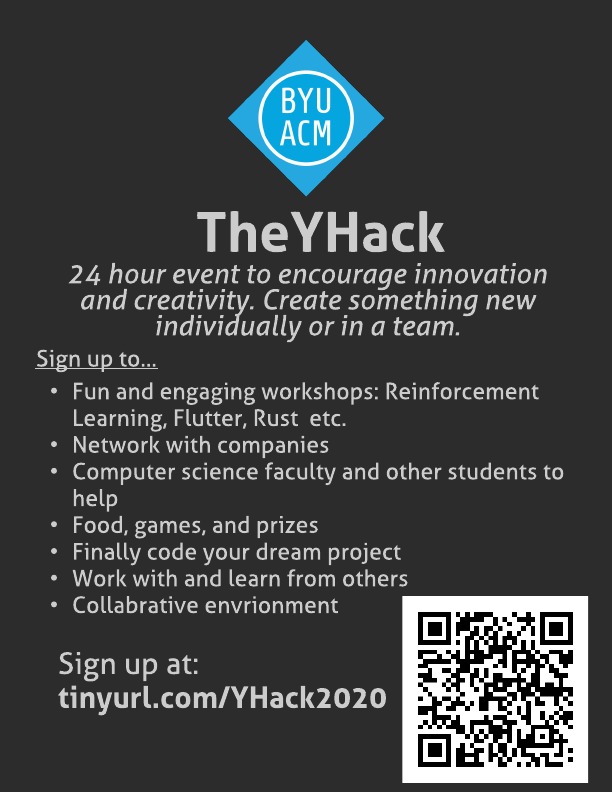 BYU
ACM
TheYHack
24 hour event to encourage innovation
and creativity. Create something new
individually or in a team.
Sign up to...
• Fun and engaging workshops: Reinforcement
Learning, Flutter, Rust  etc.
• Network with companies
• Computer science faculty and other students to
help
• Food, games, and prizes
• Finally code your dream project
• Work with and learn from others
• Collabrative envrionment
Sign up at:
tinyurl.com/YHack2020